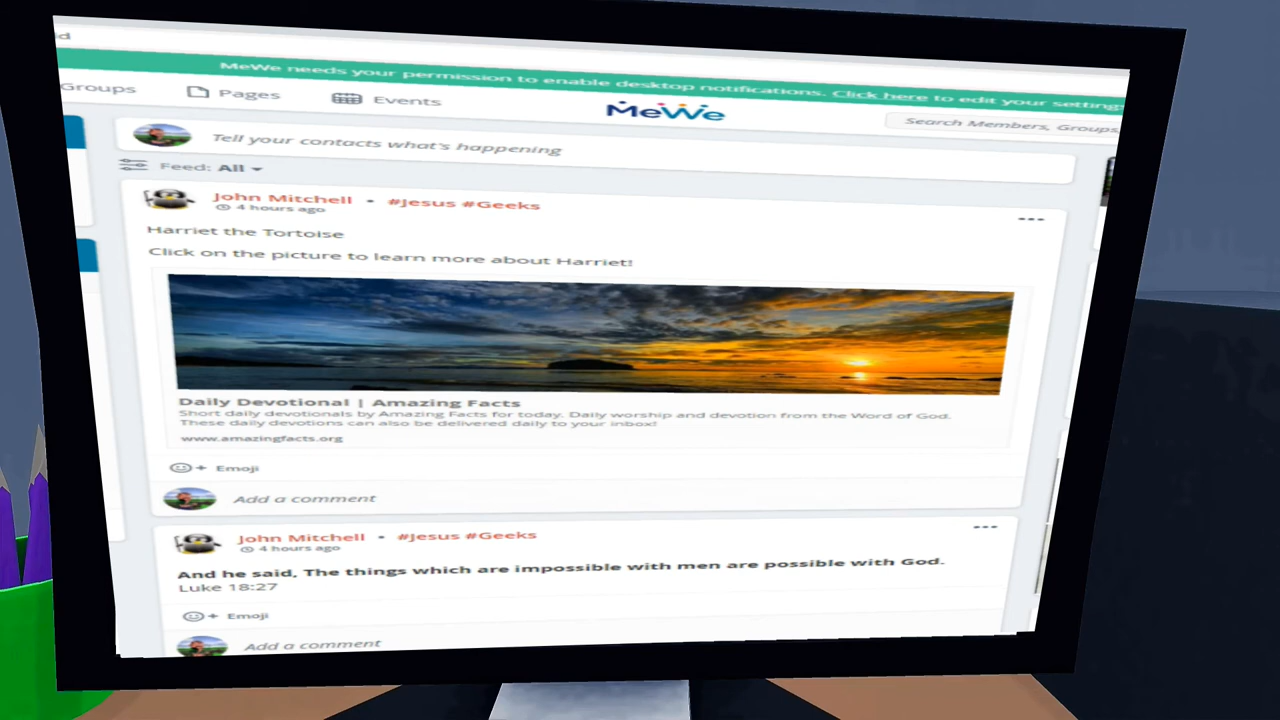 MeWe needs your permission to enable desktop notifications. Click here to edit your settings
Groups Pages Events MeWe Search Members, Groups,
Tell your contacts what's happening
Feed: All
John Mitchell • #Jesus #Geeks
4 hours ago
Harriet the Tortoise
Click on the picture to learn more about Harriet!
Daily Devotional | Amazing Facts
Short daily devotionals by Amazing Facts for today. Daily worship and devotion from the Word of God.
These daily devotions can also be delivered daily to your inbox!
www.amazingfacts.org
Emoji
Add a comment
John Mitchell • #Jesus #Geeks
4 hours ago
And he said, The things which are impossible with men are possible with God.
Luke 18:27
Emoji
Add a comment